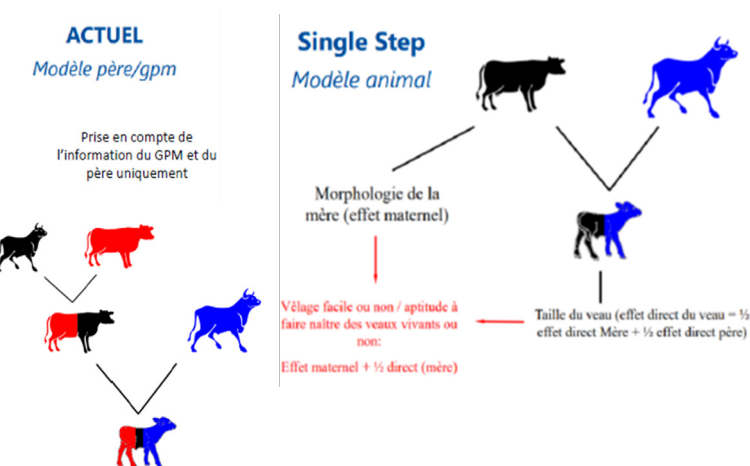 ACTUEL
Modèle père/gpm
Prise en compte de
l'information du GPM et du
père uniquement
Single Step
Modèle animal
Morphologie de la
mère (effet maternel)
Vêlage facile ou non / aptitude à
faire naître des veaux vivants ou
non:
Effet maternel + ½ direct (mère)
Taille du veau (effet direct du veau = ½
effet direct Mère + ½ effet direct père)